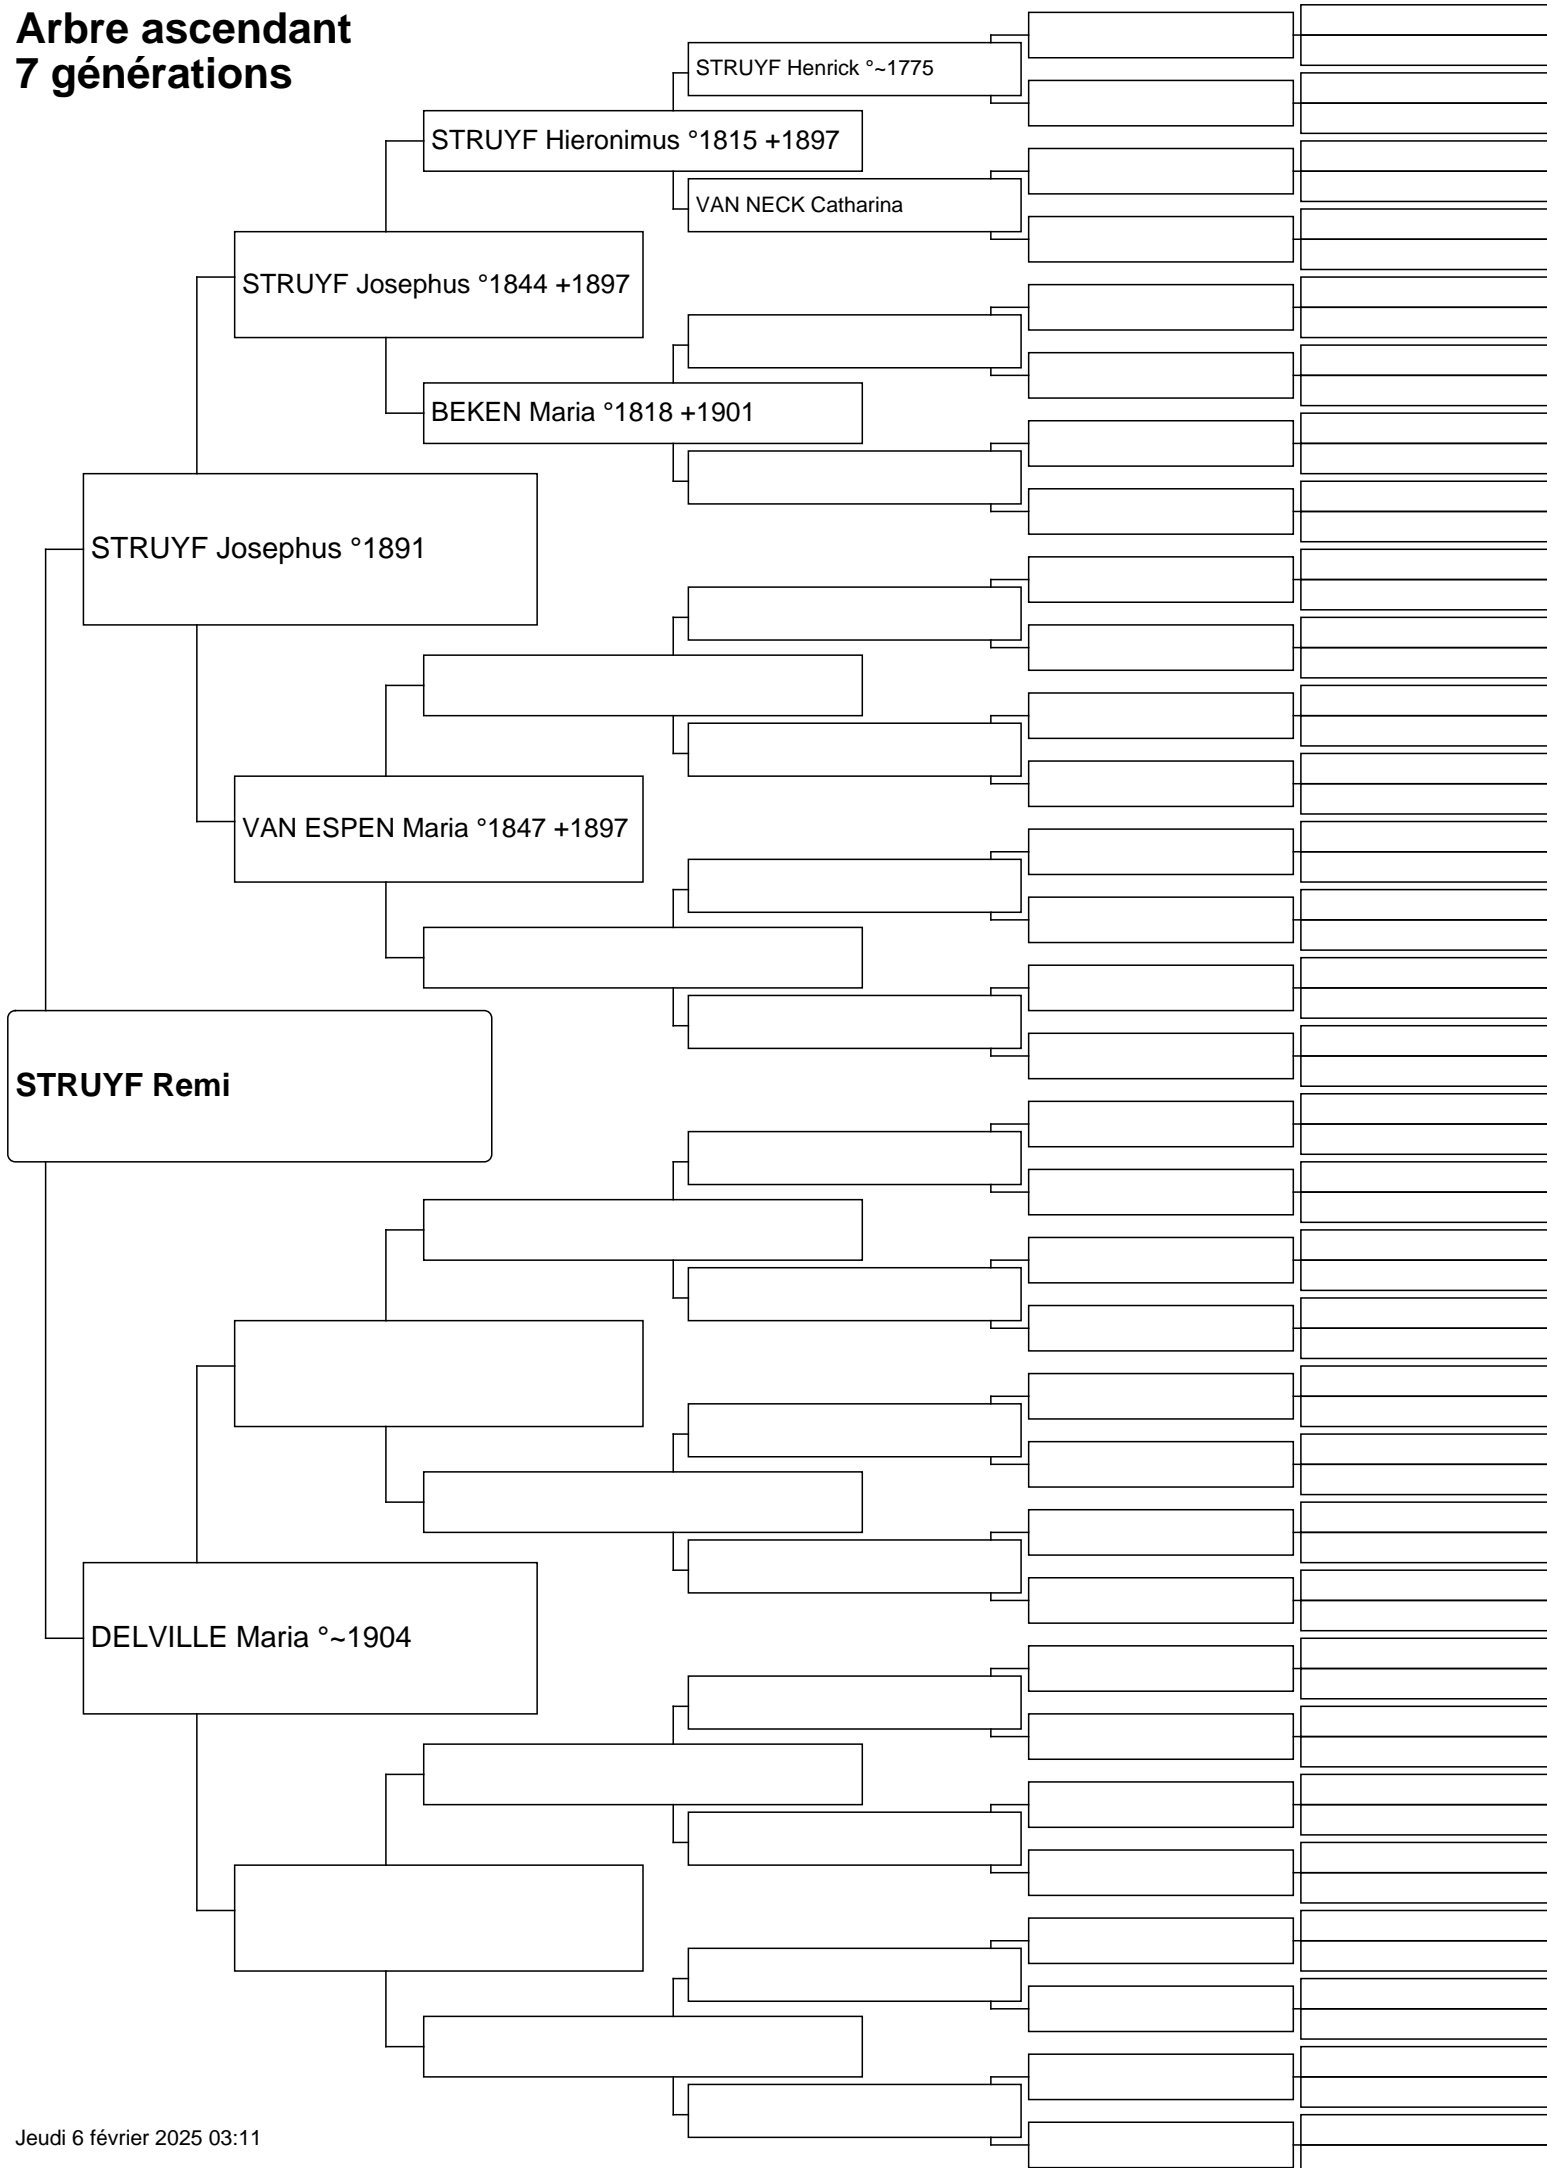 Arbre ascendant
7 générations
STRUYF Henrick °~1775
STRUYF Hieronimus °1815 +1897
VAN NECK Catharina
STRUYF Josephus °1844 +1897
BEKEN Maria °1818 +1901
STRUYF Josephus °1891
VAN ESPEN Maria °1847 +1897
STRUYF Remi
DELVILLE Maria °~1904
Jeudi 6 février 2025 03:11